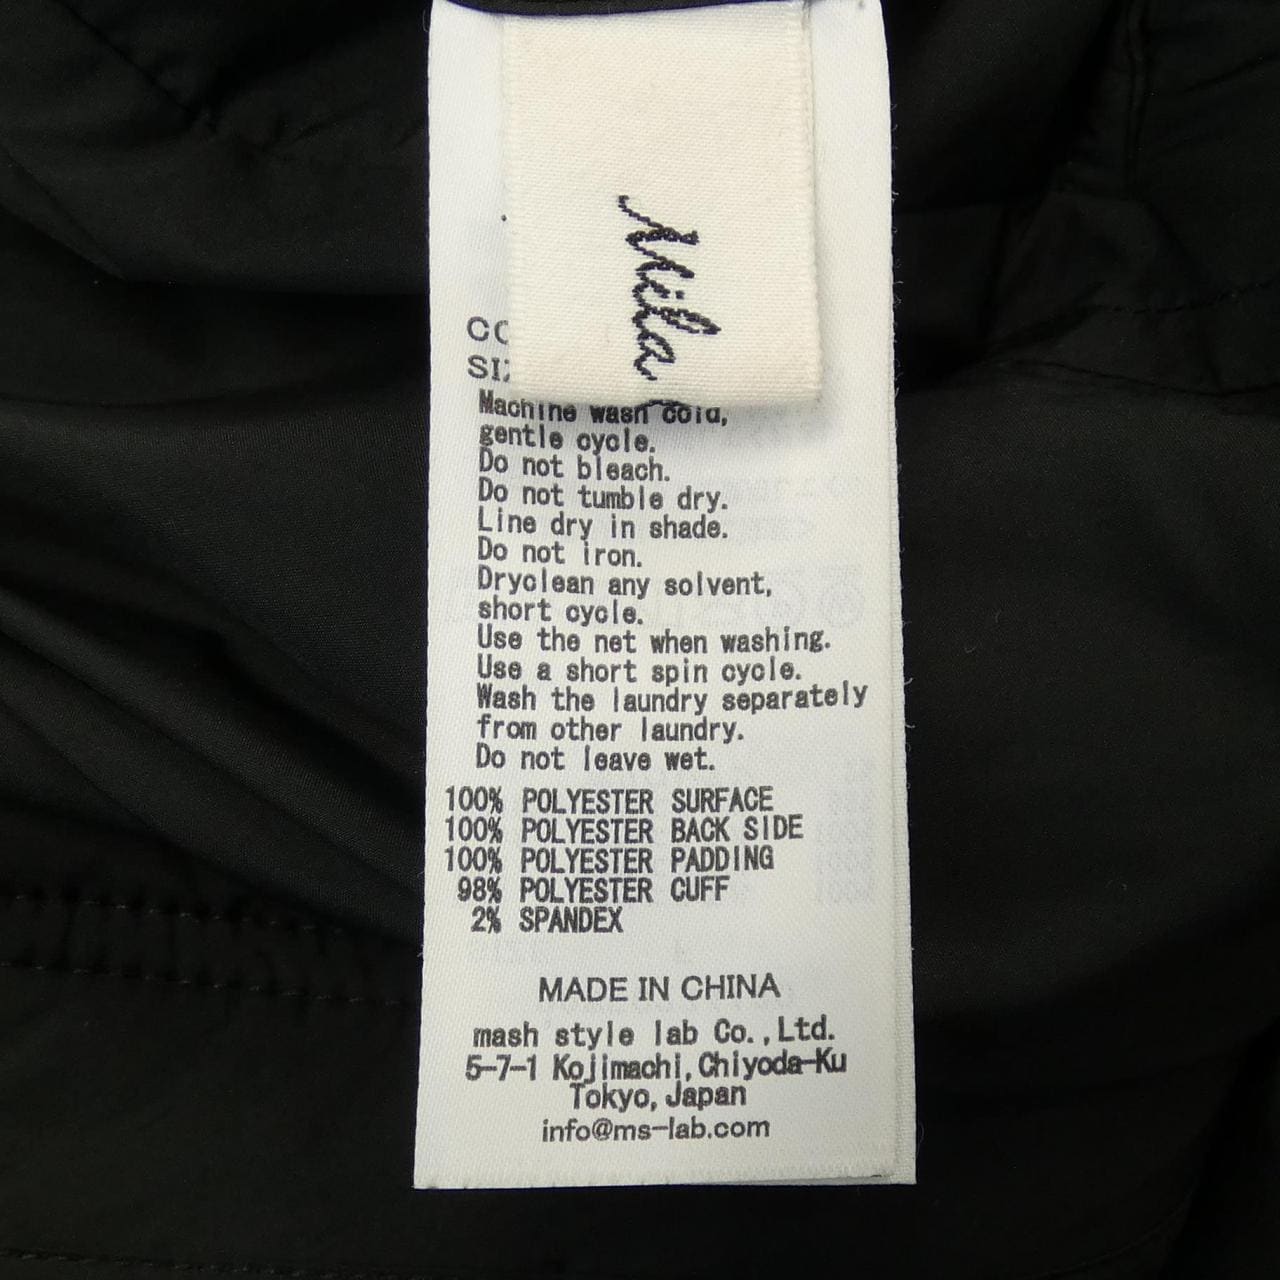 Mila
Machine wash cold,
gentle cycle.
Do not bleach.
Do not tumble dry.
Line dry in shade.
Do not iron.
Dryclean any solvent,
short cycle.
Use the net when washing.
Use a short spin cycle.
Wash the laundry separately
from other laundry.
Do not leave wet.
100% POLYESTER SURFACE
100% POLYESTER BACK SIDE
100% POLYESTER PADDING
98% POLYESTER CUFF
2% SPANDEX
MADE IN CHINA
mash style lab Co.,Ltd.
5-7-1 Kojimachi,Chiyoda-Ku
Tokyo,Japan
info@ms-lab.com